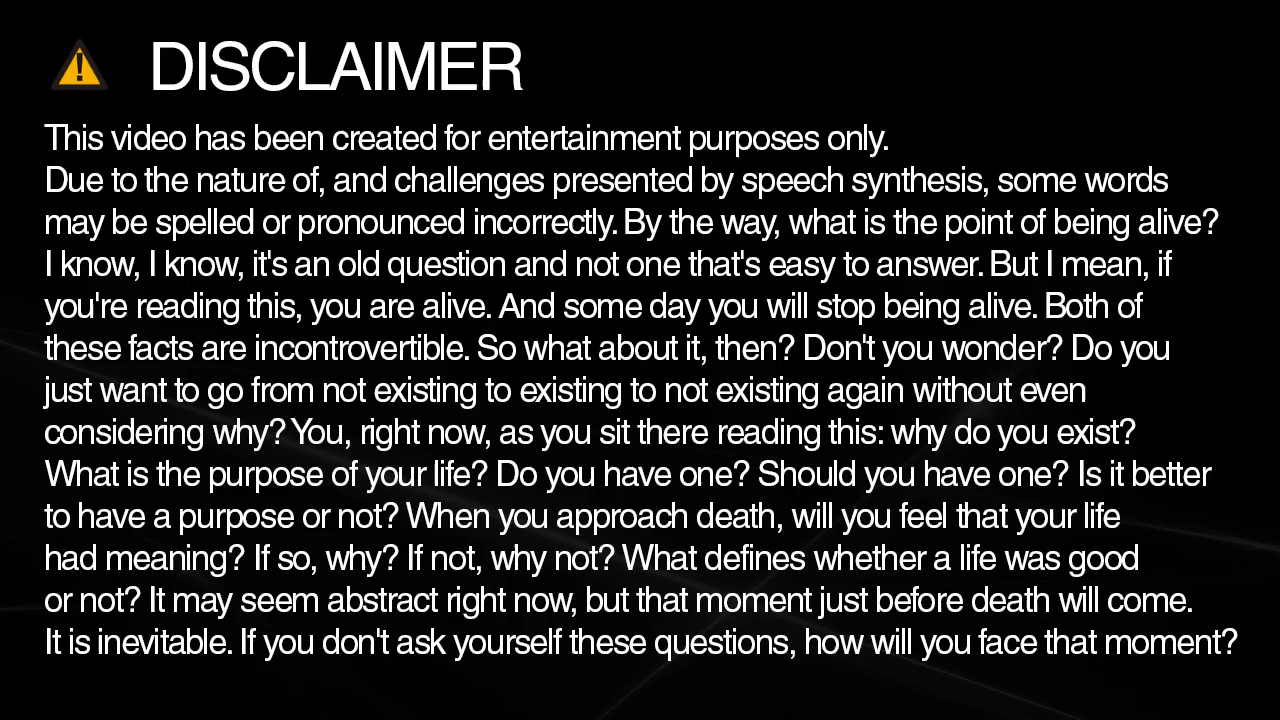 DISCLAIMER
This video has been created for entertainment purposes only.
Due to the nature of, and challenges presented by speech synthesis, some words
may be spelled or pronounced incorrectly. By the way, what is the point of being alive?
I know, I know, it's an old question and not one that's easy to answer. But I mean, if
you're reading this, you are alive. And some day you will stop being alive. Both of
these facts are incontrovertible. So what about it, then? Don't you wonder? Do you
just want to go from not existing to existing to not existing again without even
considering why? You, right now, as you sit there reading this: why do you exist?
What is the purpose of your life? Do you have one? Should you have one? Is it better
to have a purpose or not? When you approach death, will you feel that your life
had meaning? If so, why? If not, why not? What defines whether a life was good
or not? It may seem abstract right now, but that moment just before death will come.
It is inevitable. If you don't ask yourself these questions, how will you face that moment?